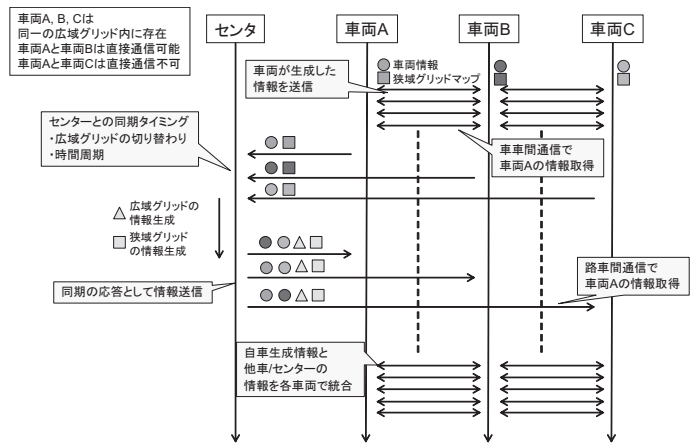 車両A, B, Cは
同一の広域グリッド内に存在
車両Aと車両Bは直接通信可能
車両Aと車両Cは直接通信不可
センタ
車両A
車両B
車両C
車両が生成した
情報を送信
車両情報
狭域グリッドマップ
センターとの同期タイミング
・広域グリッドの切り替わり
・時間周期
車車間通信で
車両Aの情報取得
広域グリッドの
情報生成
狭域グリッド
の情報生成
同期の応答として情報送信
路車間通信で
車両Aの情報取得
自車生成情報と
他車/センターの
情報を各車両で統合